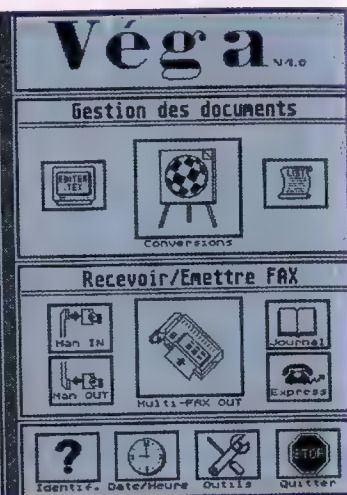 Véga V1.0
Gestion des documents
EDITER .TEX
LIST
Conversions
Recevoir/Emettre FAX
Man IN
Journal
Man OUT
Multi-FAX OUT
Express
?
STOP
Identif. Date/Heure Outils Quitter